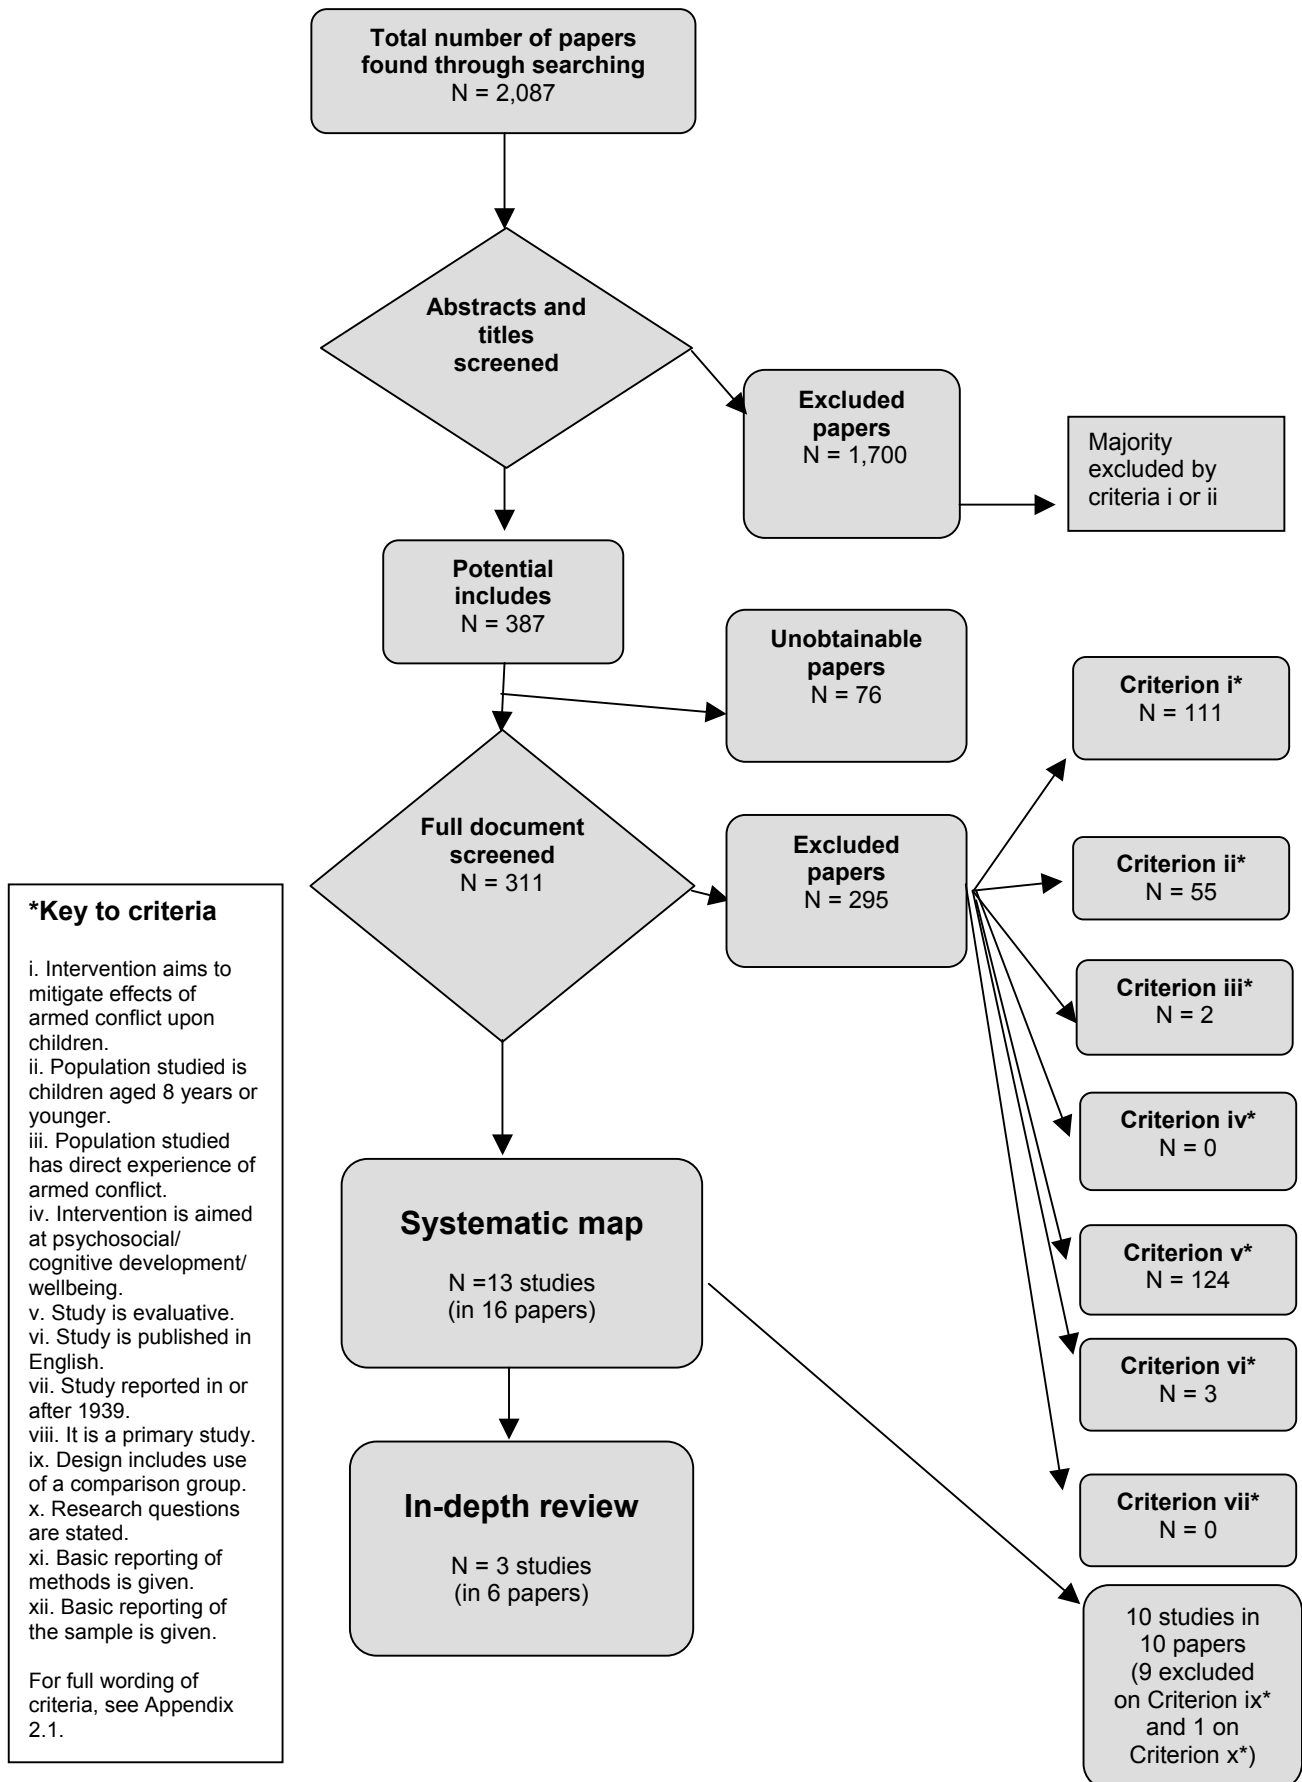 Total number of papers
found through searching
N = 2,087
Abstracts and
titles
screened
Excluded
papers
N = 1,700
Majority
excluded by
criteria i or ii
Potential
includes
N = 387
Unobtainable
papers
N = 76
Full document
screened
N = 311
Excluded
papers
N = 295
Criterion i*
N = 111
Criterion ii*
N = 55
Criterion iii*
N = 2
Criterion iv*
N = 0
Criterion v*
N = 124
Criterion vi*
N = 3
Criterion vii*
N = 0
Systematic map
N =13 studies
(in 16 papers)
In-depth review
N = 3 studies
(in 6 papers)
10 studies in
10 papers
(9 excluded
on Criterion ix*
and 1 on
Criterion x*)
*Key to criteria
i. Intervention aims to
mitigate effects of
armed conflict upon
children.
ii. Population studied is
children aged 8 years or
younger.
iii. Population studied
has direct experience of
armed conflict.
iv. Intervention is aimed
at psychosocial/
cognitive development/
wellbeing.
v. Study is evaluative.
vi. Study is published in
English.
vii. Study reported in or
after 1939.
viii. It is a primary study.
ix. Design includes use
of a comparison group.
x. Research questions
are stated.
xi. Basic reporting of
methods is given.
xii. Basic reporting of
the sample is given.
For full wording of
criteria, see Appendix
2.1.